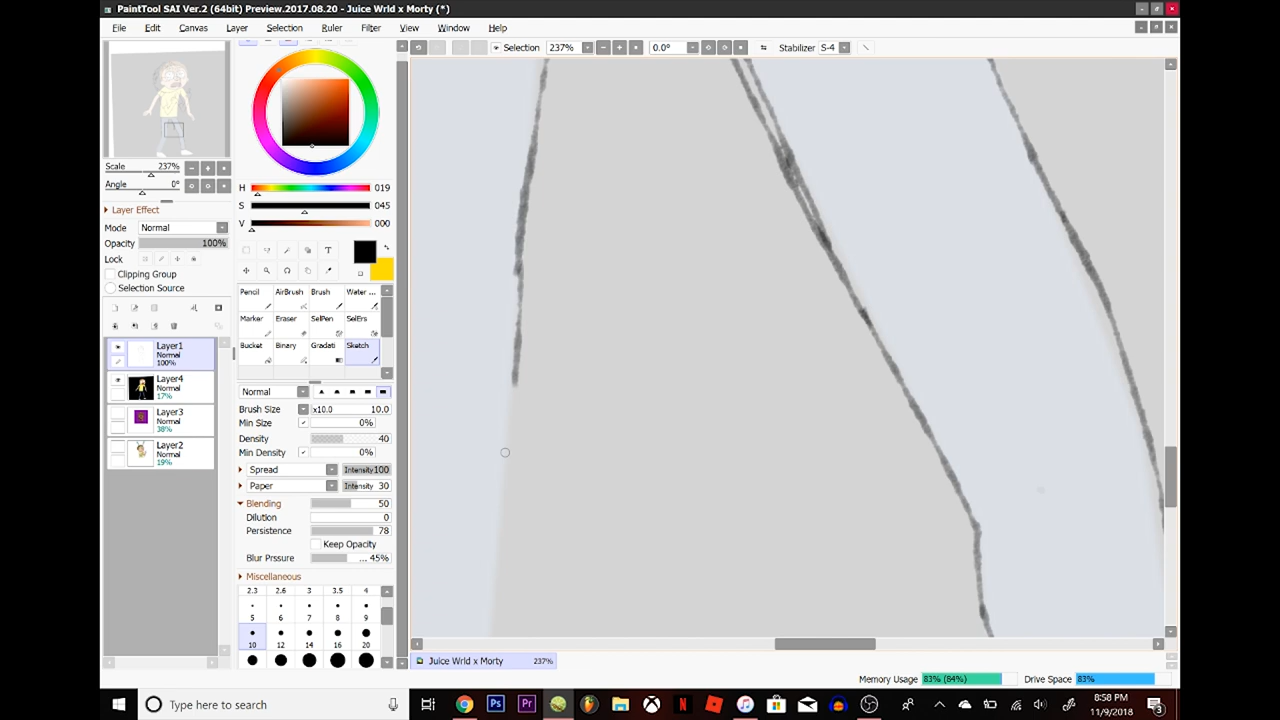 PaintTool SAI Ver.2 (64bit) Preview.2017.08.20 - Juice Wrld x Morty (*)
File Edit Canvas Layer Selection Ruler Filter View Window Help
Selection 237% 0.0° Stabilizer S-4
Scale 237%
Angle 0°
Layer Effect
Mode Normal
Opacity 100%
Lock
Clipping Group
Selection Source
Layer1
Normal
100%
Layer4
Normal
17%
Layer3
Normal
38%
Layer2
Normal
19%
H 019
S 045
V 000
T
Pencil AirBrush Brush Water ...
Marker Eraser SelPen SelErs
Bucket Binary Gradati Sketch
Normal
Brush Size x10.0 10.0
Min Size 0%
Density 40
Min Density 0%
Spread Intensity 100
Paper Intensity 30
Blending 50
Dilution 0
Persistence 78
Keep Opacity
Blur Prssure ... 45%
Miscellaneous
2.3 2.6 3 3.5 4
5 6 7 8 9
10 12 14 16 20
Juice Wrld x Morty 237%
Memory Usage 83% (84%) Drive Space 83%
Type here to search
Ps Pr N
8:58 PM
11/9/2018
3